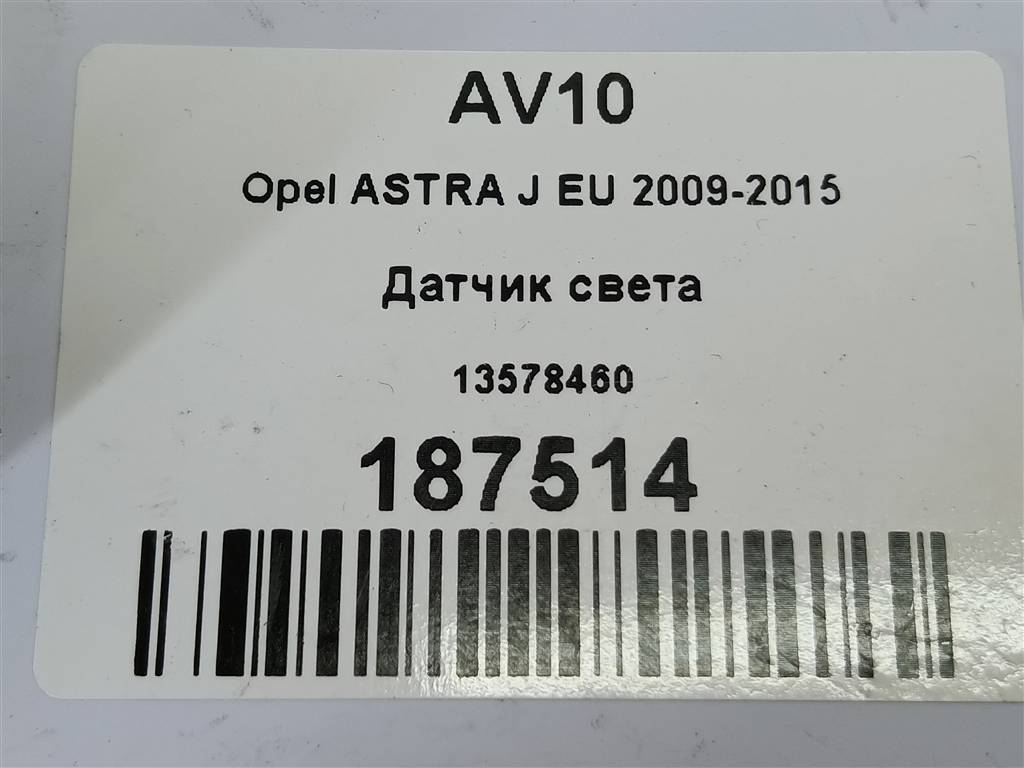 AV10
Opel ASTRA J EU 2009-2015
Датчик света
13578460
187514